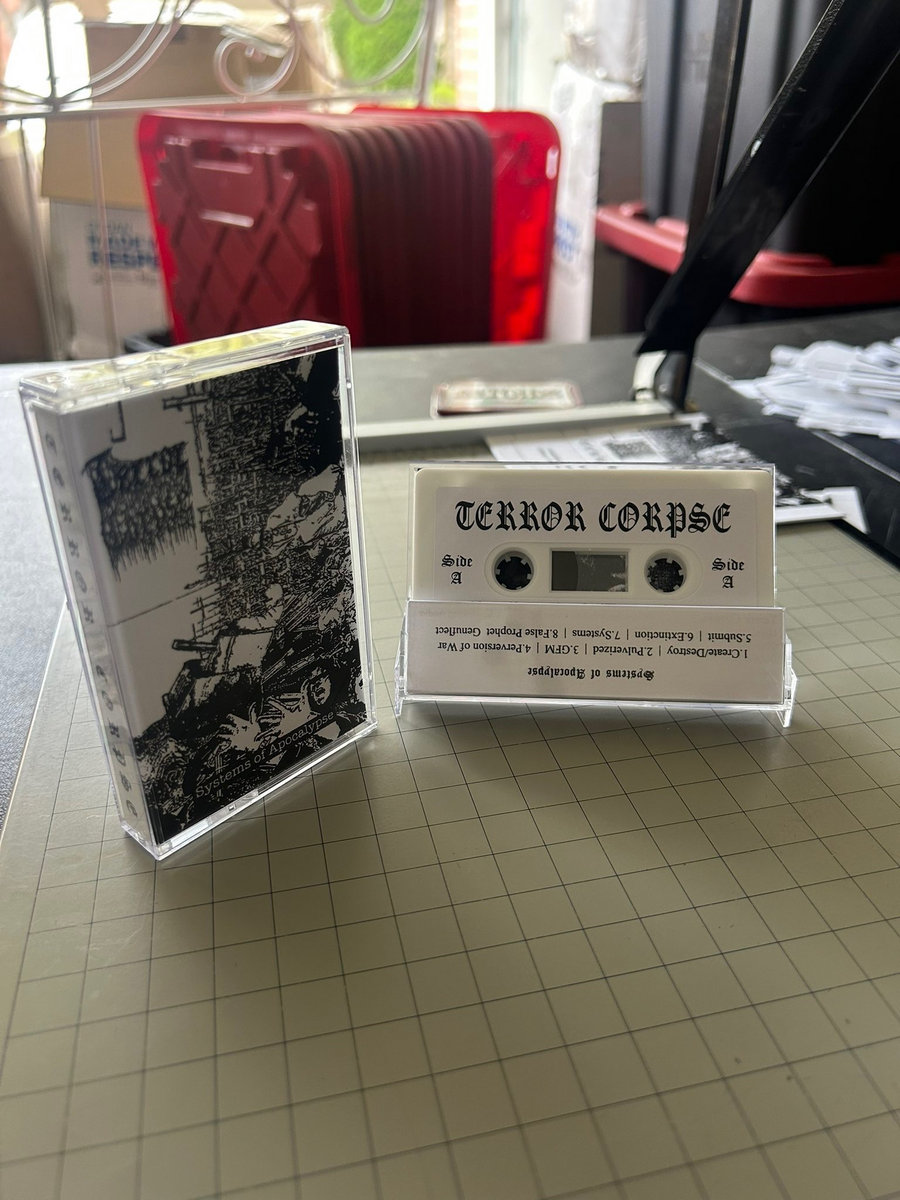 Systems of Apocalypse
TERROR CORPSE
Side
A
Side
A
Systems of Apocalypse
1.Create/Destroy | 2.Pulverized | 3.GFM | 4.Perversion of War
5.Submit | 6.Extinction | 7.Systems | 8.False Prophet Genuflect